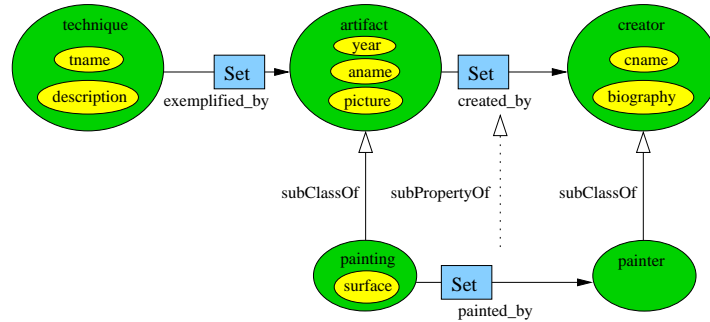 technique
tname
description
Set
exemplified_by
artifact
year
aname
picture
Set
created_by
creator
cname
biography
subClassOf
subPropertyOf
subClassOf
painting
surface
Set
painted_by
painter